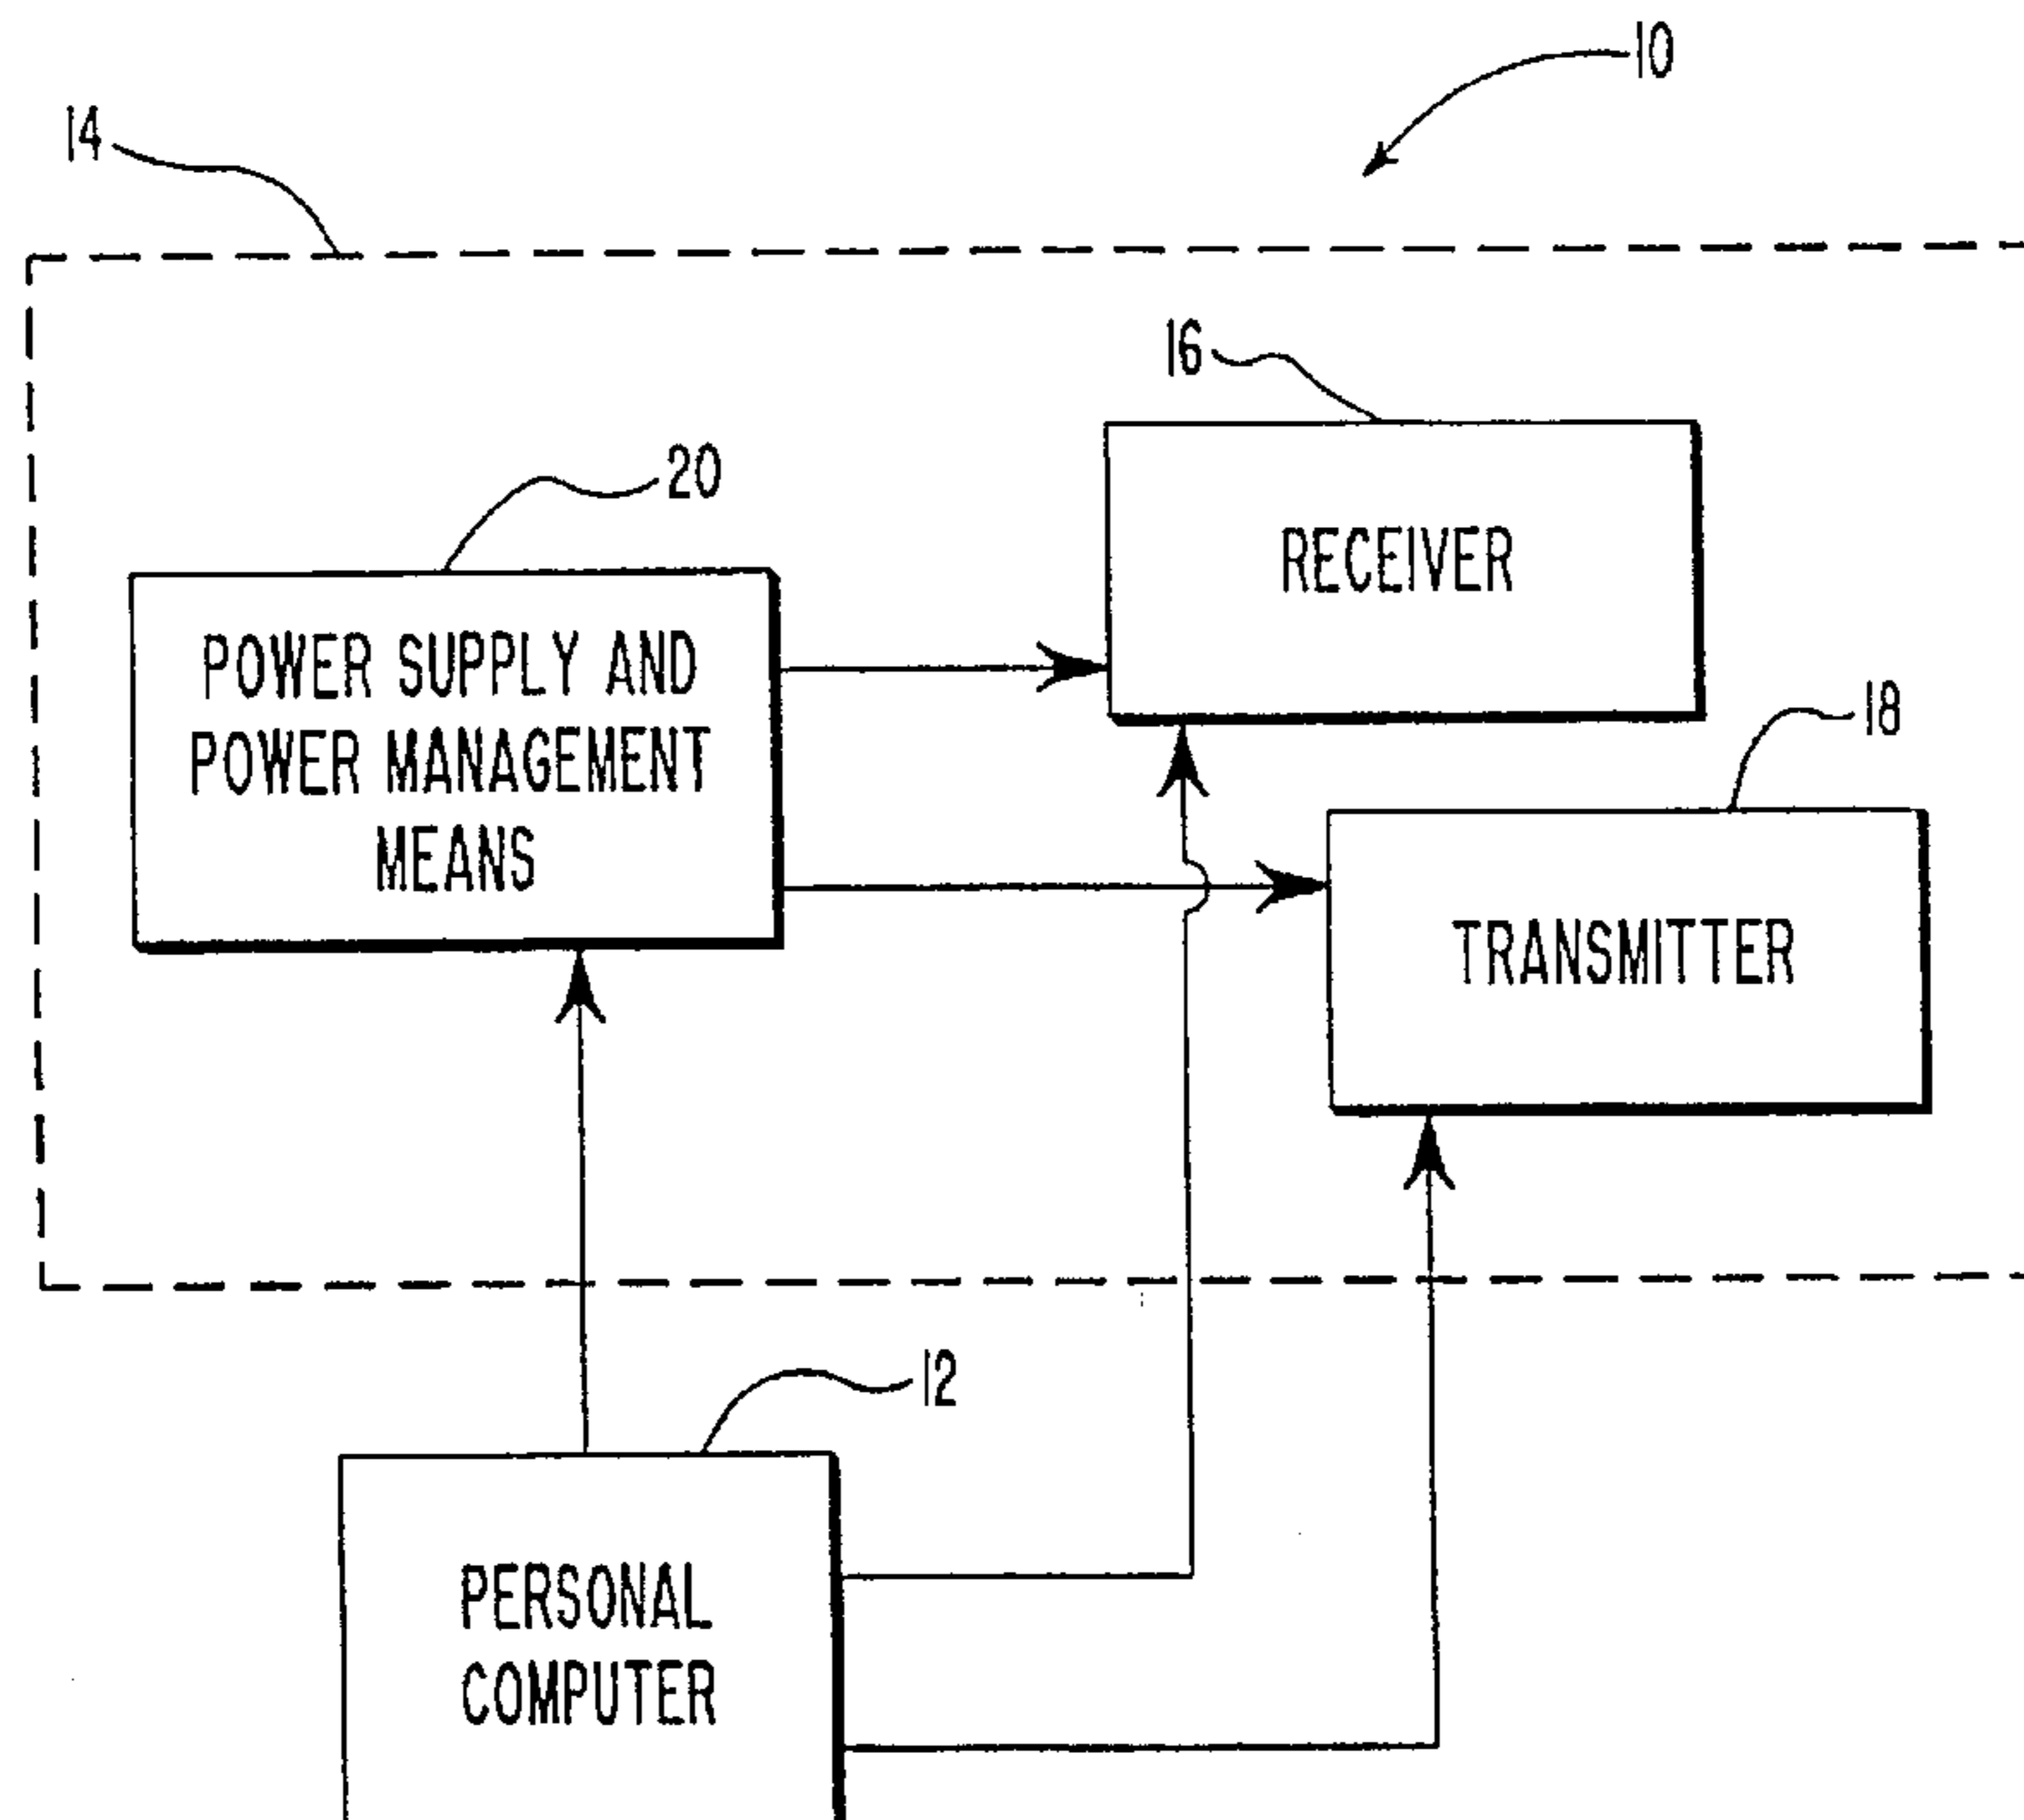 10
14
16
RECEIVER
20
POWER SUPPLY AND
POWER MANAGEMENT
MEANS
18
TRANSMITTER
12
PERSONAL
COMPUTER